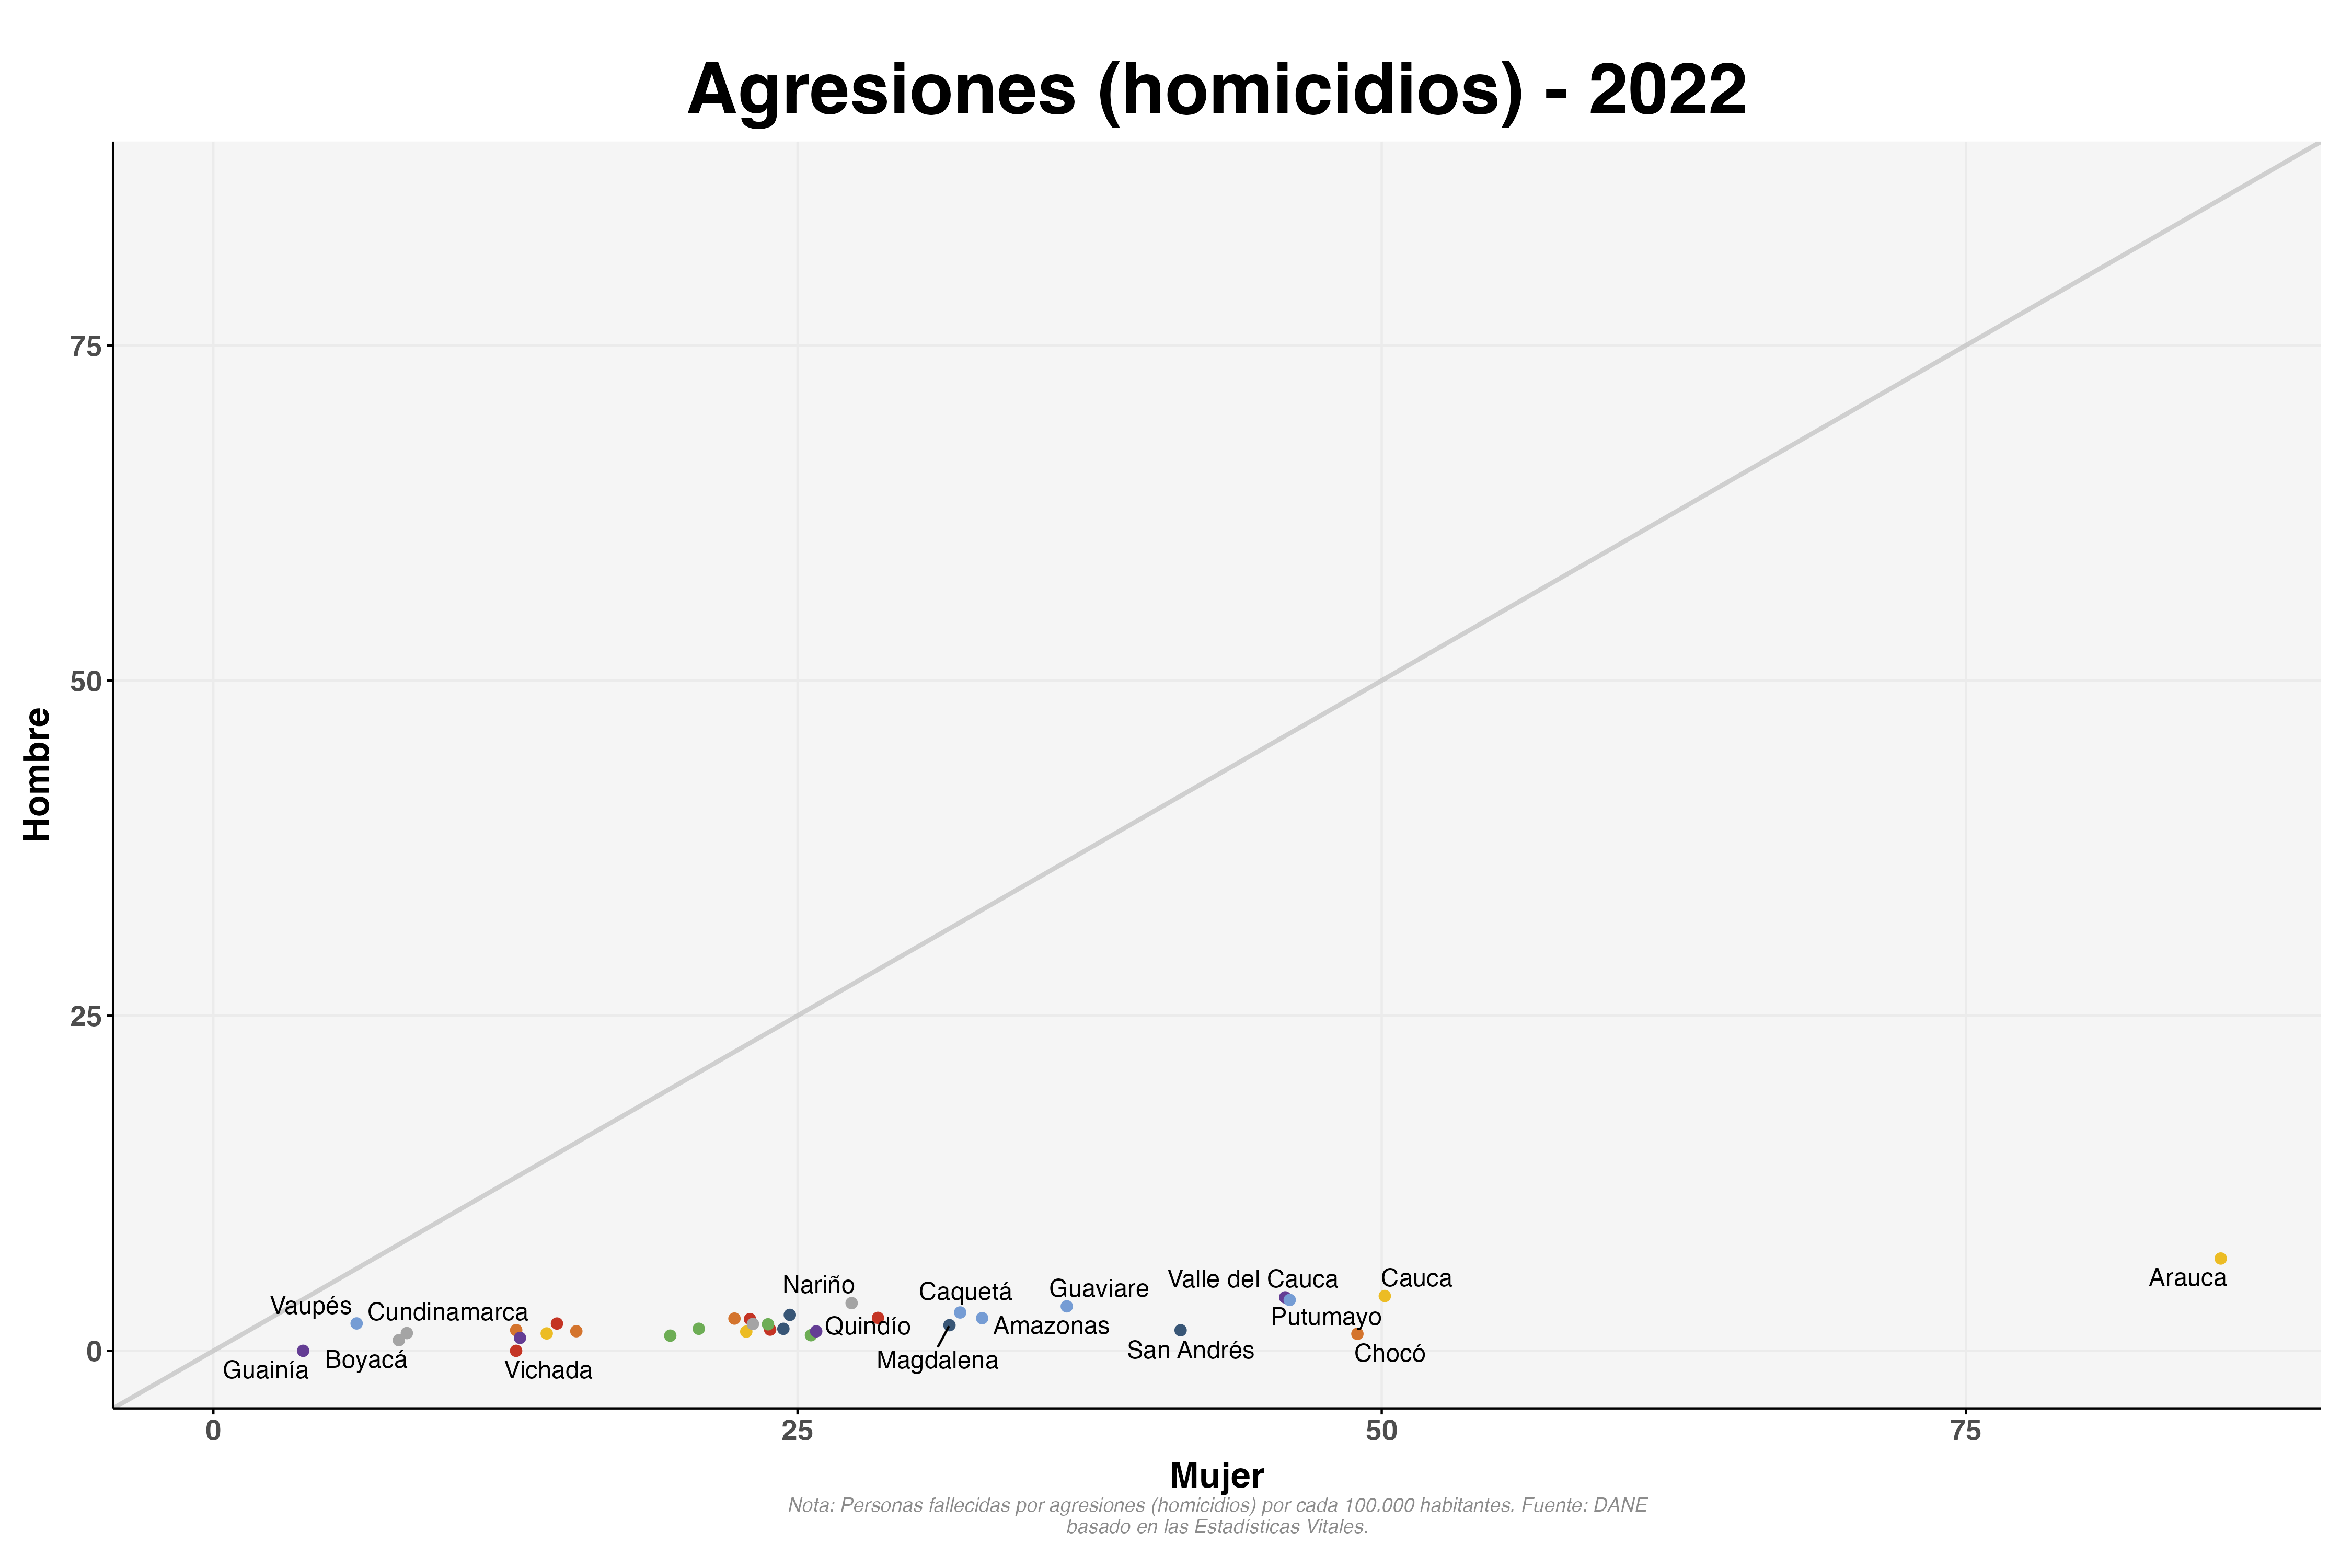 Agresiones (homicidios) - 2022
Hombre
75
50
25
0
Arauca
Cauca
Valle del Cauca
Guaviare
Caquetá
Nariño
Vaupés
Cundinamarca
Putumayo
Quindío
Amazonas
San Andrés
Chocó
Magdalena
Boyacá
Guainía
Vichada
0
25
50
75
Mujer
Nota: Personas fallecidas por agresiones (homicidios) por cada 100.000 habitantes. Fuente: DANE
basado en las Estadísticas Vitales.